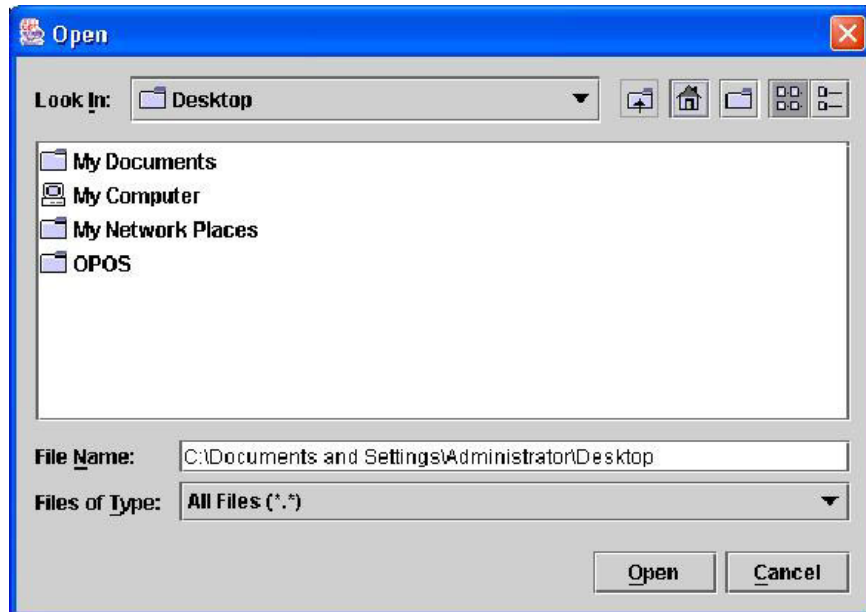 Open
Look In: Desktop
My Documents
My Computer
My Network Places
OPOS
File Name: C:\Documents and Settings\Administrator\Desktop
Files of Type: All Files (*.*)
Open Cancel